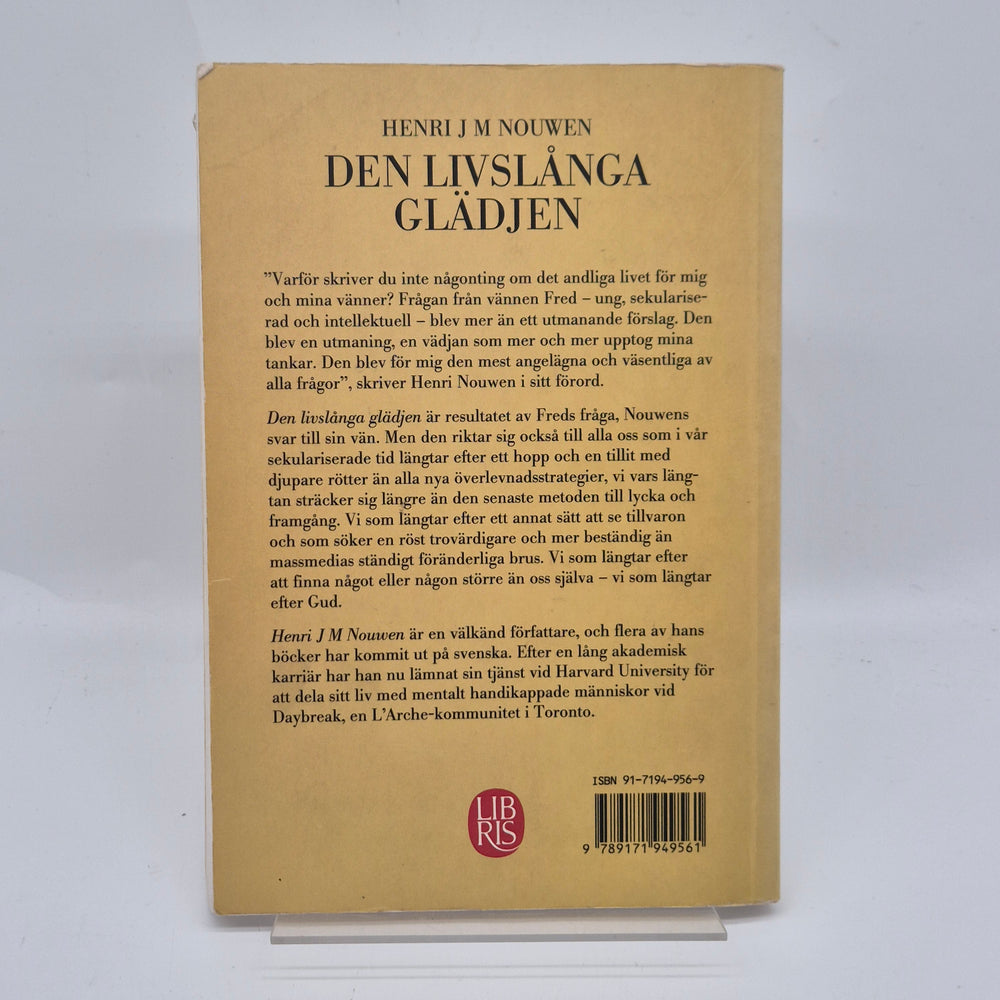 HENRI J M NOUWEN
DEN LIVSLÅNGA
GLÄDJEN
”Varför skriver du inte någonting om det andliga livet för mig
och mina vänner? Frågan från vännen Fred – ung, sekularise-
rad och intellektuell – blev mer än ett utmanande förslag. Den
blev en utmaning, en vädjan som mer och mer upptog mina
tankar. Den blev för mig den mest angelägna och väsentliga av
alla frågor”, skriver Henri Nouwen i sitt förord.
Den livslånga glädjen är resultatet av Freds fråga, Nouwens
svar till sin vän. Men den riktar sig också till alla oss som i vår
sekulariserade tid längtar efter ett hopp och en tillit med
djupare rötter än alla nya överlevnadsstrategier, vi vars läng-
tan sträcker sig längre än den senaste metoden till lycka och
framgång. Vi som längtar efter ett annat sätt att se tillvaron
och som söker en röst trovärdigare och mer beständig än
massmedias ständigt föränderliga brus. Vi som längtar efter
att finna något eller någon större än oss själva – vi som längtar
efter Gud.
Henri J M Nouwen är en välkänd författare, och flera av hans
böcker har kommit ut på svenska. Efter en lång akademisk
karriär har han nu lämnat sin tjänst vid Harvard University för
att dela sitt liv med mentalt handikappade människor vid
Daybreak, en L’Arche-kommunitet i Toronto.
ISBN 91-7194-956-9
LIB
RIS
9 789171 949561